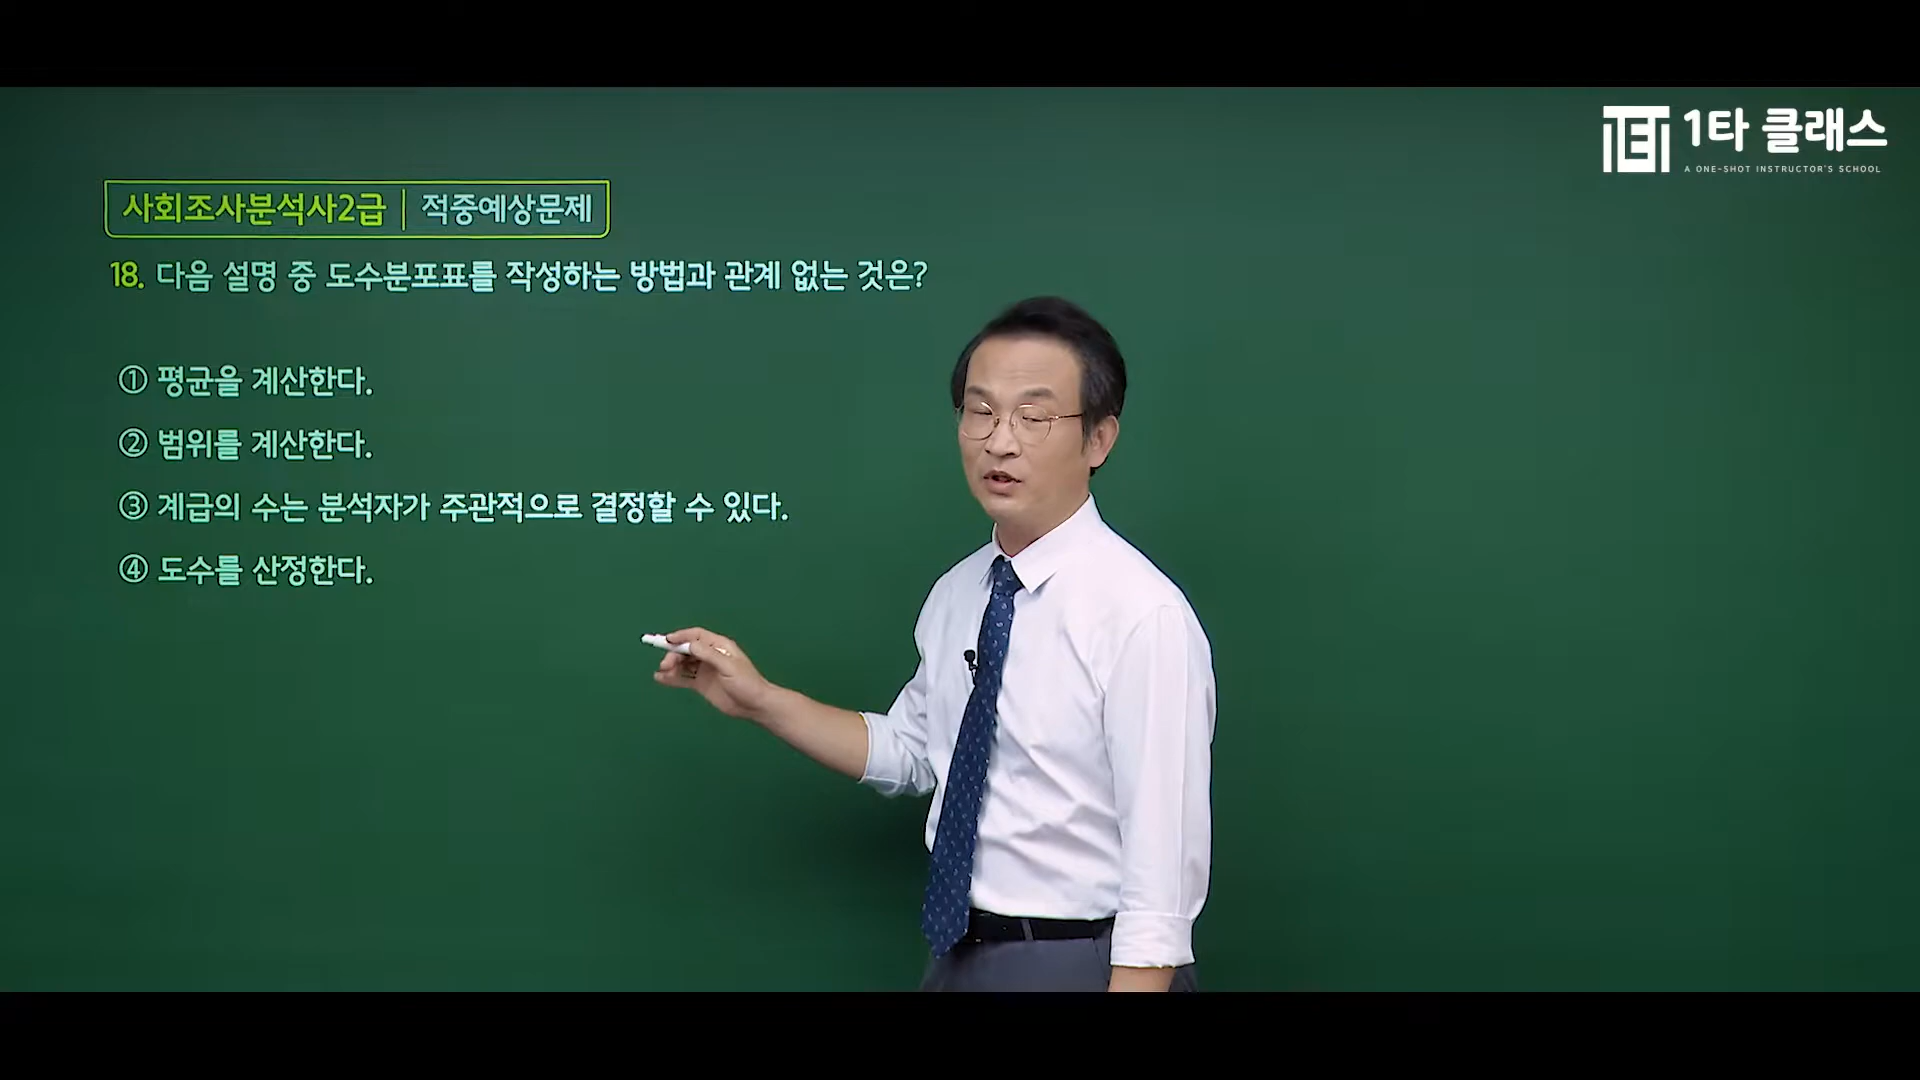 1타 클래스
A ONE-SHOT INSTRUCTOR'S SCHOOL
사회조사분석사2급 | 적중예상문제
18. 다음 설명 중 도수분포표를 작성하는 방법과 관계 없는 것은?
① 평균을 계산한다.
② 범위를 계산한다.
③ 계급의 수는 분석자가 주관적으로 결정할 수 있다.
④ 도수를 산정한다.